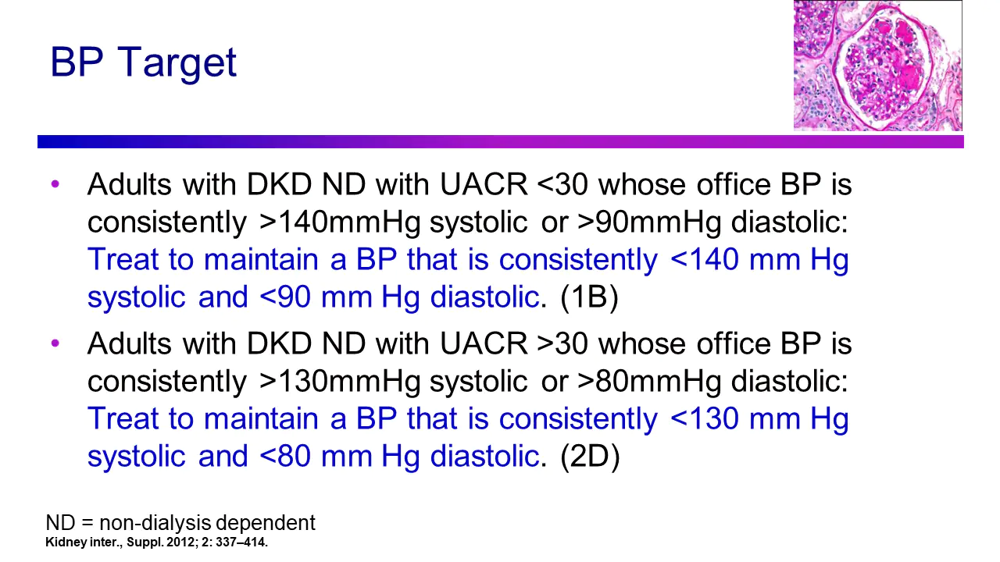 BP Target
• Adults with DKD ND with UACR <30 whose office BP is
consistently >140mmHg systolic or >90mmHg diastolic:
Treat to maintain a BP that is consistently <140 mm Hg
systolic and <90 mm Hg diastolic. (1B)
• Adults with DKD ND with UACR >30 whose office BP is
consistently >130mmHg systolic or >80mmHg diastolic:
Treat to maintain a BP that is consistently <130 mm Hg
systolic and <80 mm Hg diastolic. (2D)
ND = non-dialysis dependent
Kidney inter., Suppl. 2012; 2: 337–414.